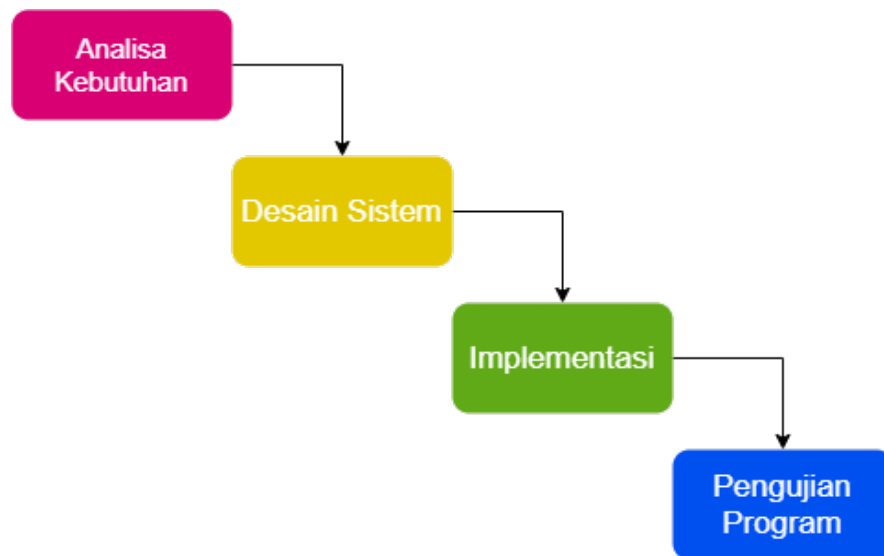 Analisa
Kebutuhan
Desain Sistem
Implementasi
Pengujian
Program